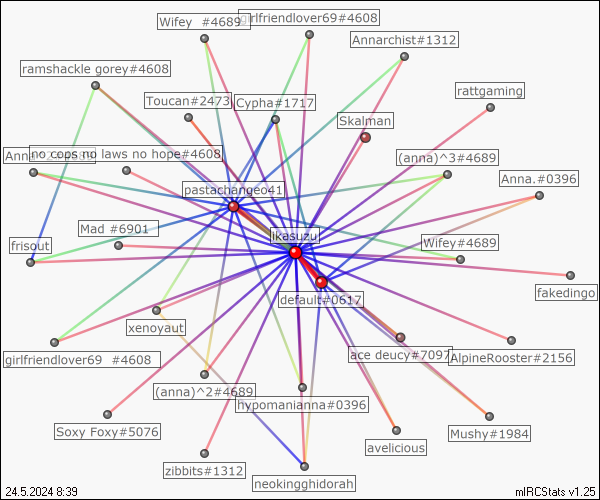 Wifey #4689
girlfriendlover69#4608
Annarchist#1312
ramshackle gorey#4608
Toucan#2473
Cypha#1717
rattgaming
Skalman
no cops no laws no hope#4608
(anna)^3#4689
Anna.#0396
pastachangeo41
Mad #6901
likasuzu
frisout
Wifey#4689
default#0617
fakedingo
xenoyaut
girlfriendlover69 #4608
ace deucy#7097
AlpineRooster#2156
(anna)^2#4689
hypomanianna#0396
Soxy Foxy#5076
Mushy#1984
avelicious
zibbits#1312
neokingghidorah
24.5.2024 8:39
mIRCStats v1.25